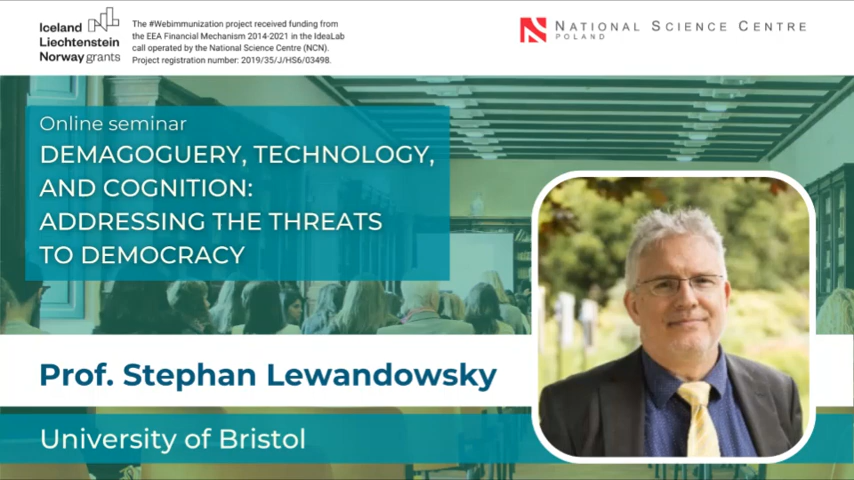 Iceland
Liechtenstein
Norway grants
The #Webimmunization project received funding from
the EEA Financial Mechanism 2014-2021 in the IdeaLab
call operated by the National Science Centre (NCN).
Project registration number: 2019/35/J/HS6/03498.
NATIONAL SCIENCE CENTRE
POLAND
Online seminar
DEMAGOGUERY, TECHNOLOGY,
AND COGNITION:
ADDRESSING THE THREATS
TO DEMOCRACY
Prof. Stephan Lewandowsky
University of Bristol